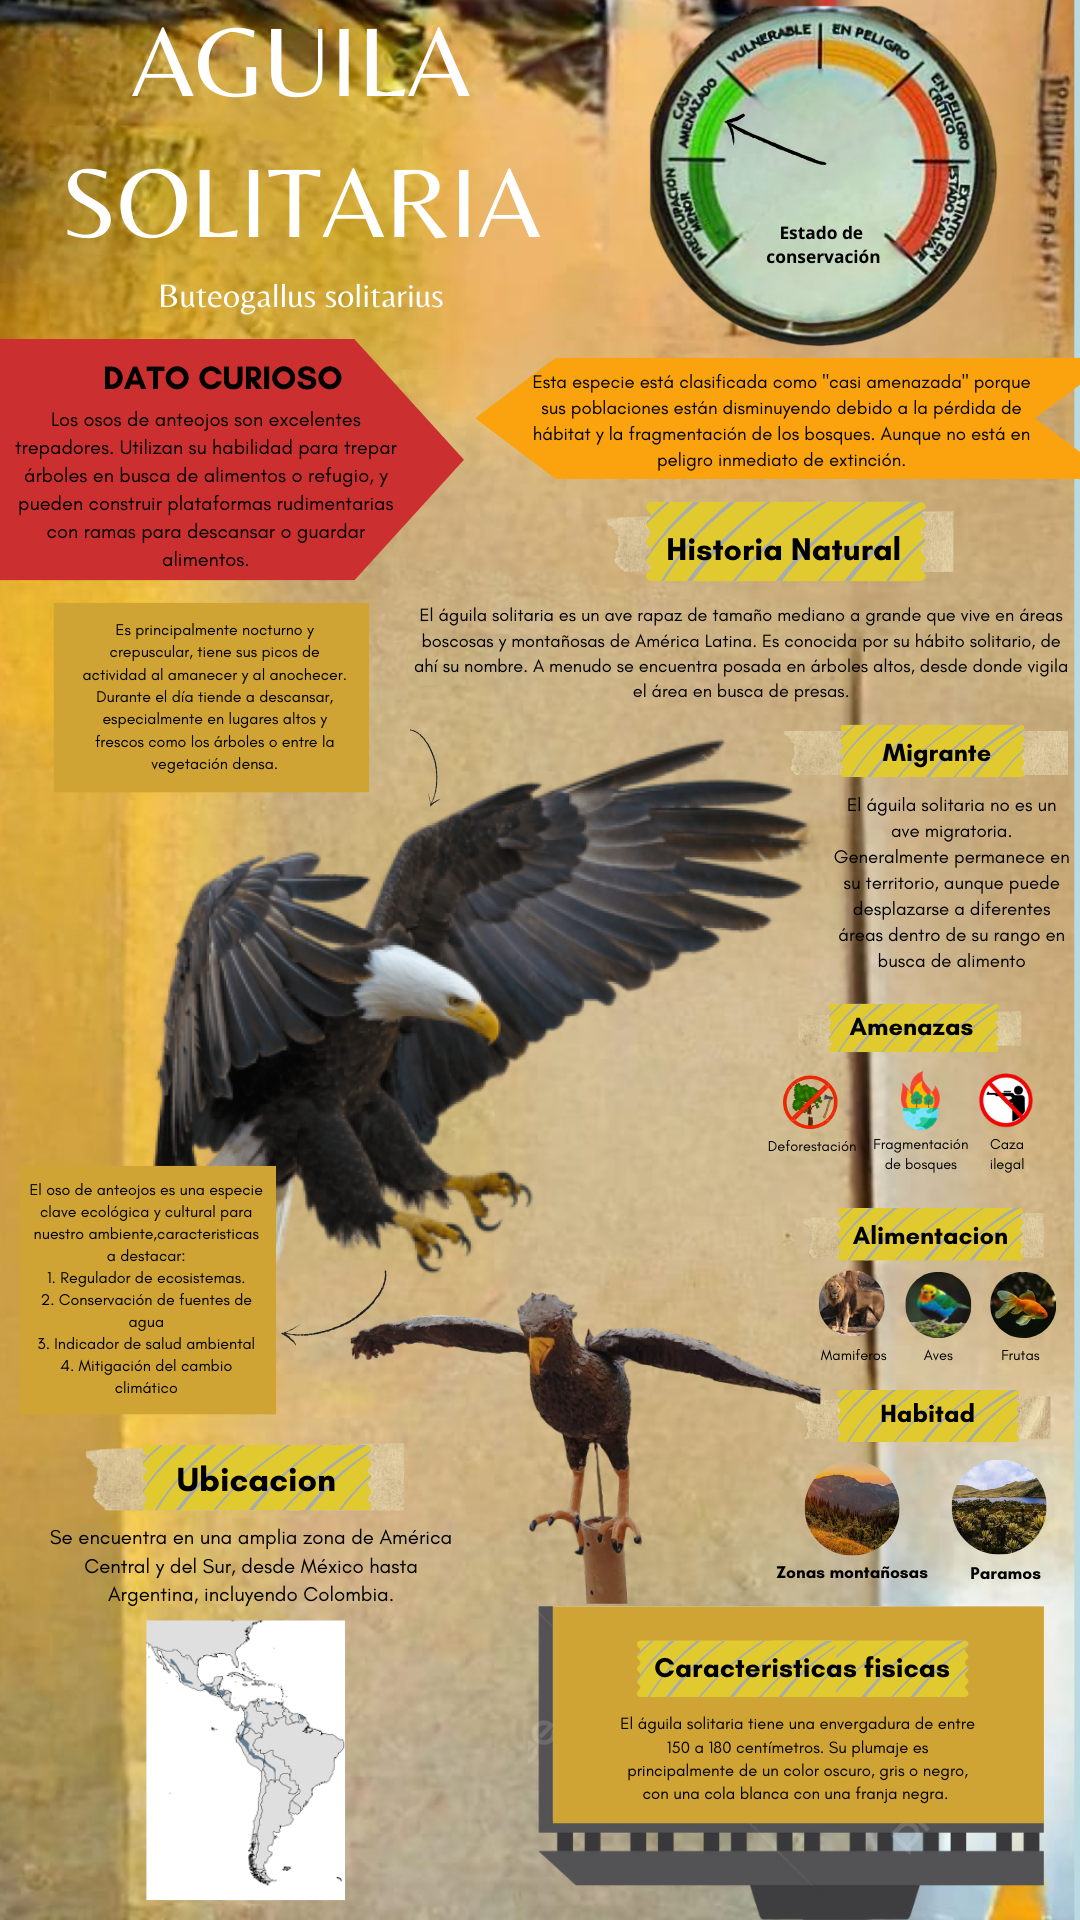 AGUILA
SOLITARIA
Buteogallus solitarius
VULNERABLE
EN PELIGRO
CASI
AMENAZADO
EN PELIGRO
CRÍTICO
PREOCUPACIÓN
MENOR
EXTINTO EN
ESTADO SALVAJE
Estado de
conservación
DATO CURIOSO
Los osos de anteojos son excelentes
trepadores. Utilizan su habilidad para trepar
árboles en busca de alimentos o refugio, y
pueden construir plataformas rudimentarias
con ramas para descansar o guardar
alimentos.
Esta especie está clasificada como "casi amenazada" porque
sus poblaciones están disminuyendo debido a la pérdida de
hábitat y la fragmentación de los bosques. Aunque no está en
peligro inmediato de extinción.
Historia Natural
El águila solitaria es un ave rapaz de tamaño mediano a grande que vive en áreas
boscosas y montañosas de América Latina. Es conocida por su hábito solitario, de
ahí su nombre. A menudo se encuentra posada en árboles altos, desde donde vigila
el área en busca de presas.
Es principalmente nocturno y
crepuscular, tiene sus picos de
actividad al amanecer y al anochecer.
Durante el día tiende a descansar,
especialmente en lugares altos y
frescos como los árboles o entre la
vegetación densa.
Migrante
El águila solitaria no es un
ave migratoria.
Generalmente permanece en
su territorio, aunque puede
desplazarse a diferentes
áreas dentro de su rango en
busca de alimento
Amenazas
Deforestación
Fragmentación
de bosques
Caza
ilegal
El oso de anteojos es una especie
clave ecológica y cultural para
nuestro ambiente,caracteristicas
a destacar:
1. Regulador de ecosistemas.
2. Conservación de fuentes de
agua
3. Indicador de salud ambiental
4. Mitigación del cambio
climático
Alimentacion
Mamiferos
Aves
Frutas
Habitad
Zonas montañosas
Paramos
Ubicacion
Se encuentra en una amplia zona de América
Central y del Sur, desde México hasta
Argentina, incluyendo Colombia.
Caracteristicas fisicas
El águila solitaria tiene una envergadura de entre
150 a 180 centímetros. Su plumaje es
principalmente de un color oscuro, gris o negro,
con una cola blanca con una franja negra.